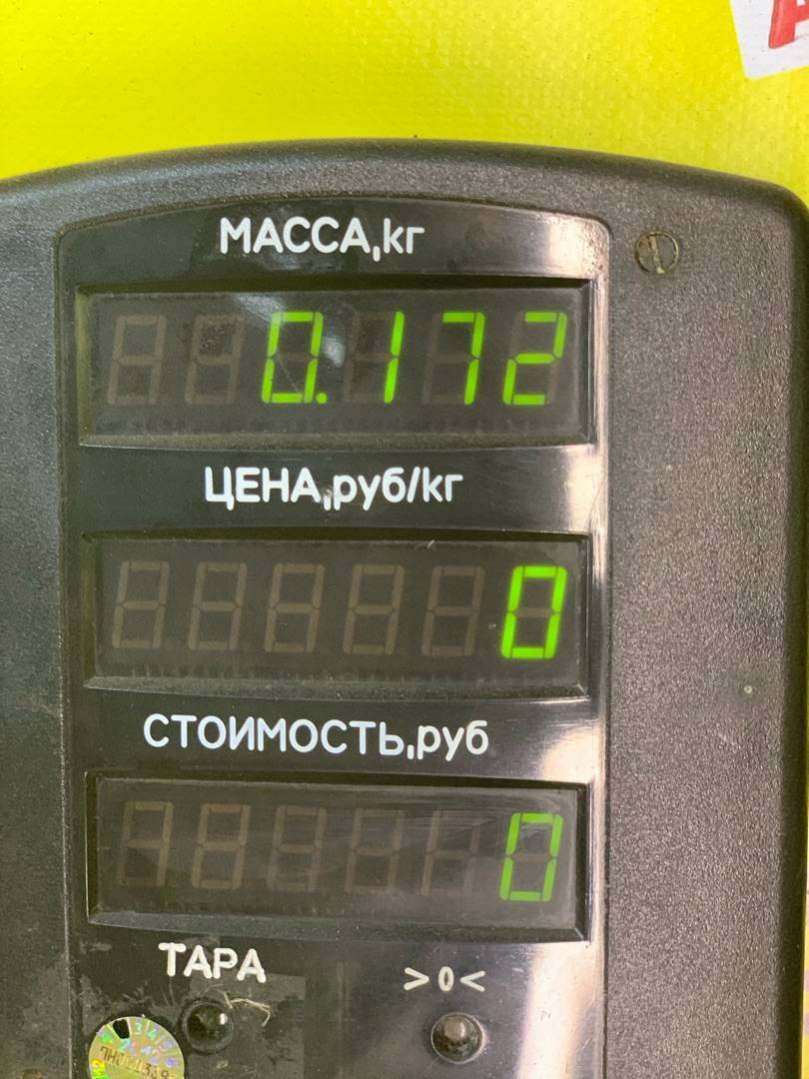 МАССА,кг
0.172
ЦЕНА,руб/кг
0
СТОИМОСТЬ,руб
0
ТАРА >0<